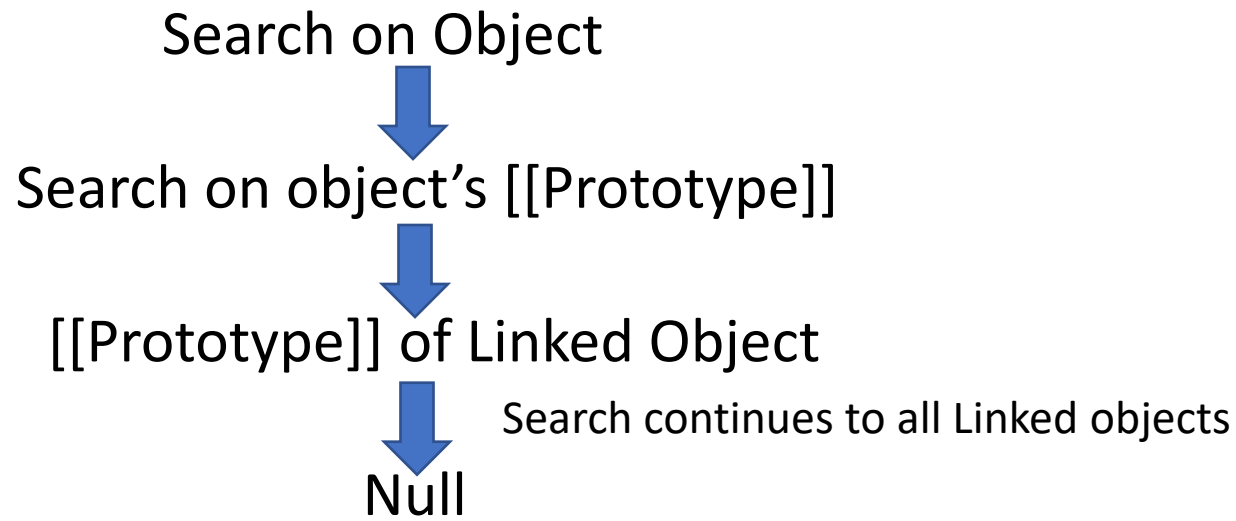 Search on Object
Search on object’s [[Prototype]]
[[Prototype]] of Linked Object
Search continues to all Linked objects
Null